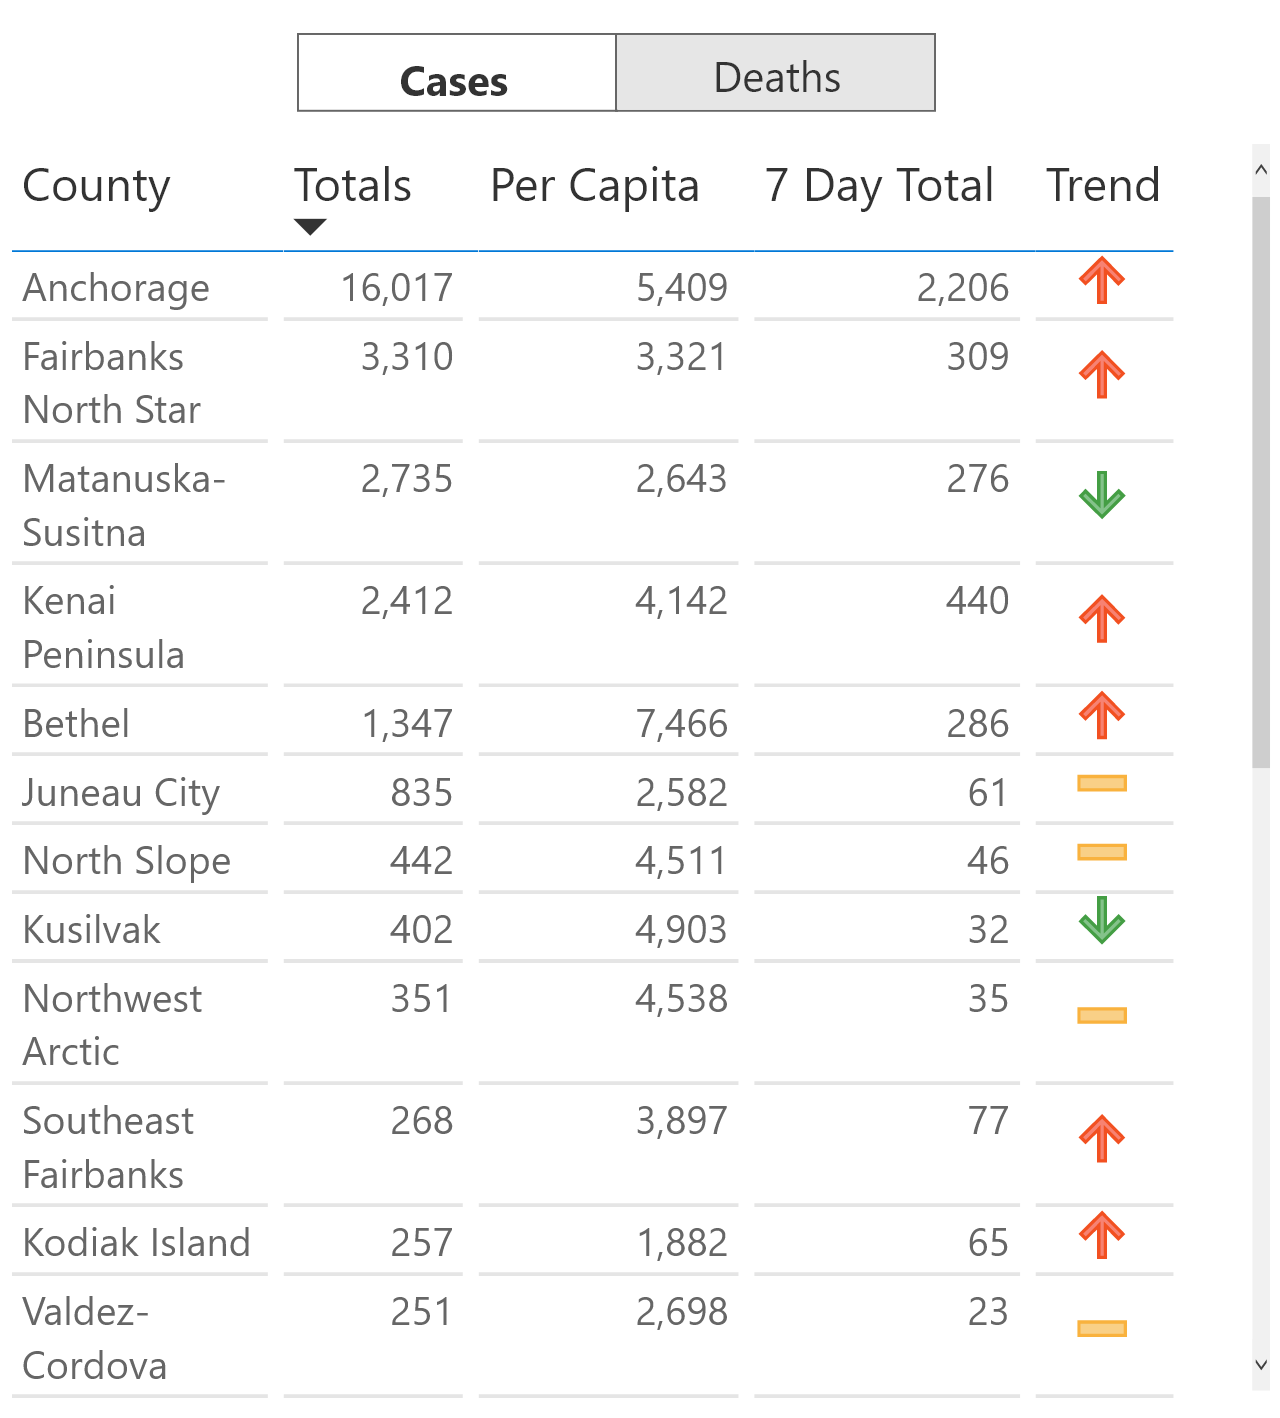 Cases Deaths
County Totals Per Capita 7 Day Total Trend
Anchorage 16,017 5,409 2,206
Fairbanks 3,310 3,321 309
North Star
Matanuska- 2,735 2,643 276
Susitna
Kenai 2,412 4,142 440
Peninsula
Bethel 1,347 7,466 286
Juneau City 835 2,582 61
North Slope 442 4,511 46
Kusilvak 402 4,903 32
Northwest 351 4,538 35
Arctic
Southeast 268 3,897 77
Fairbanks
Kodiak Island 257 1,882 65
Valdez- 251 2,698 23
Cordova